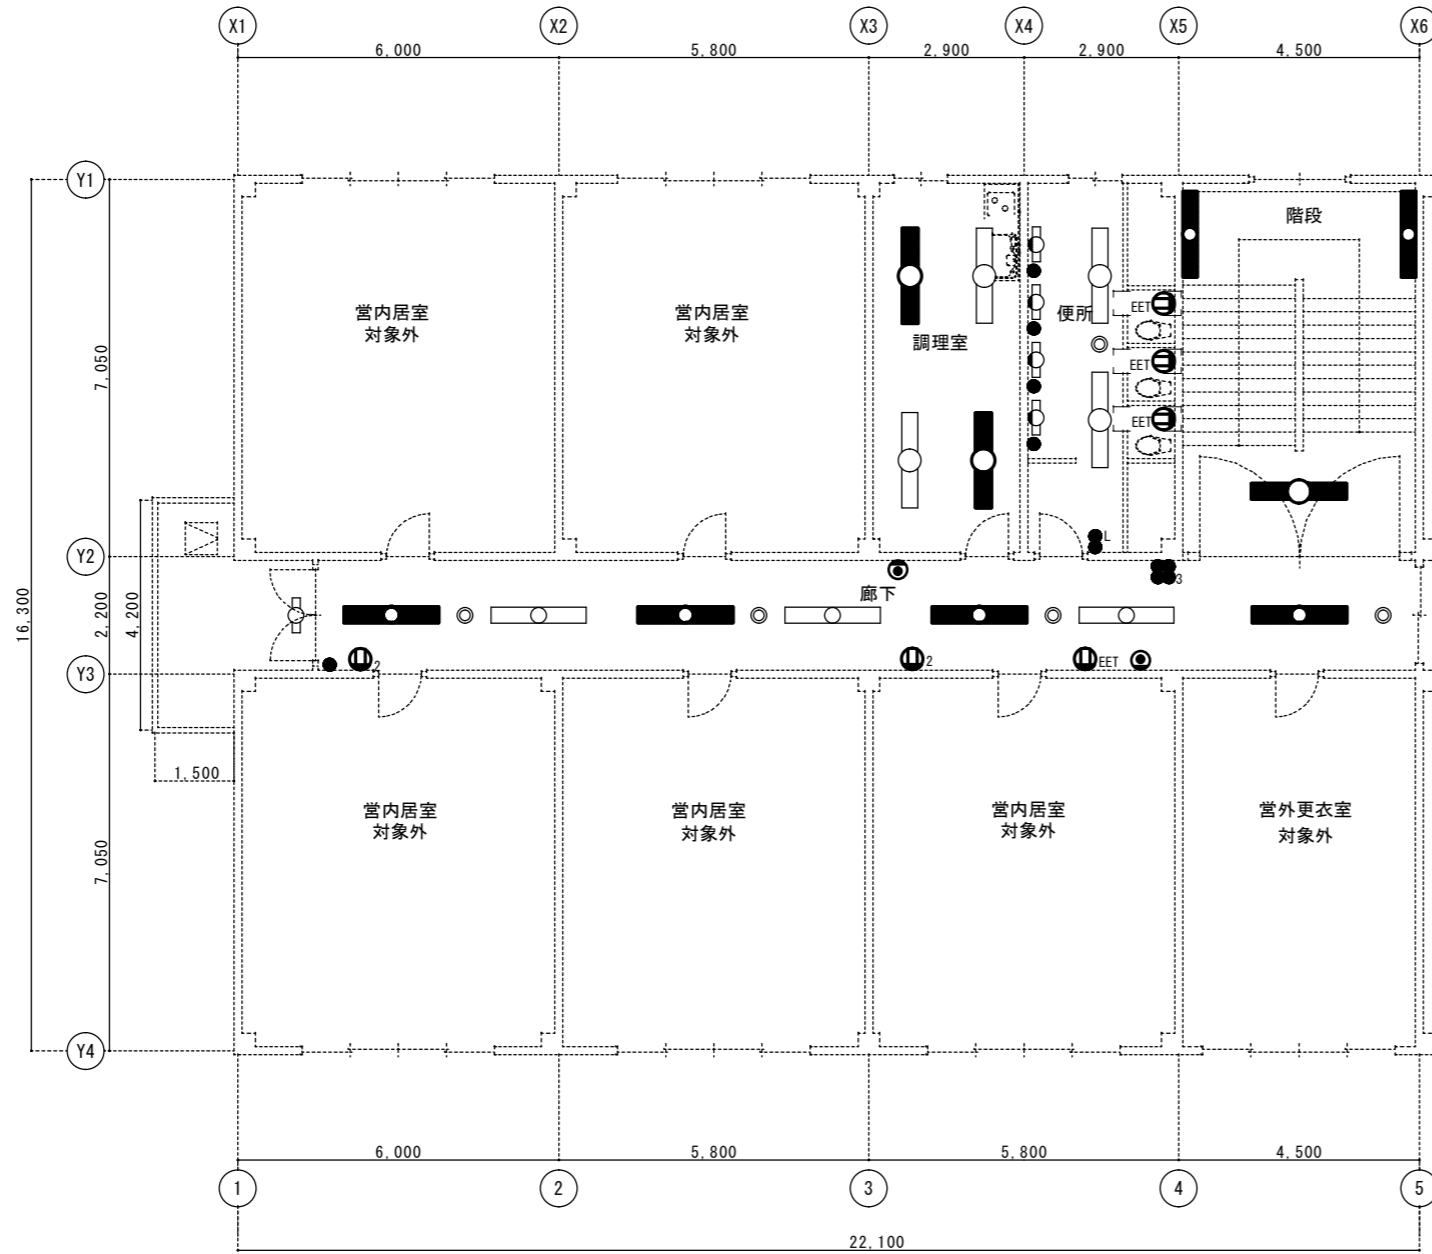 X1
X2
X3
X4
X5
X6
6,000
5,800
2,900
2,900
4,500
Y1
階段
営内居室
対象外
営内居室
対象外
調理室
便所
EET
EET
EET
7,050
Y2
L
3
廊下
16,300
2,200
4,200
2
2
EET
Y3
1,500
営内居室
対象外
営内居室
対象外
営内居室
対象外
営外更衣室
対象外
7,050
Y4
6,000
5,800
5,800
4,500
1
2
3
4
5
22,100